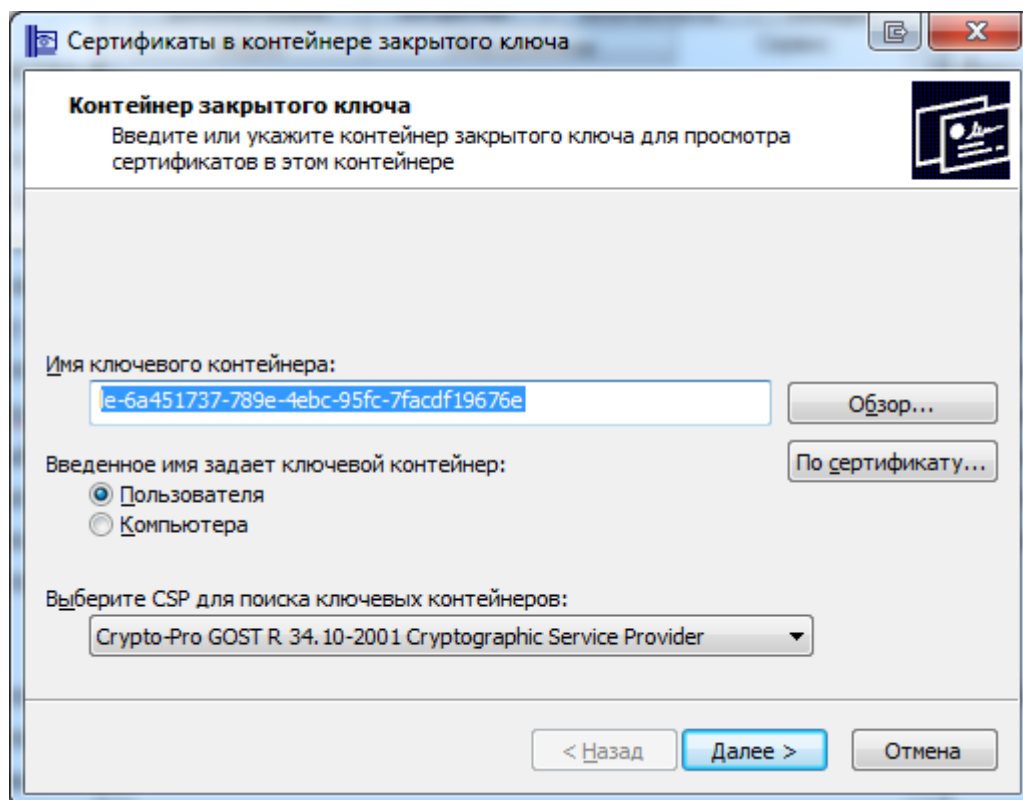 Сертификаты в контейнере закрытого ключа
Контейнер закрытого ключа
Введите или укажите контейнер закрытого ключа для просмотра
сертификатов в этом контейнере
Имя ключевого контейнера:
le-6a451737-789e-4ebc-95fc-7facdf19676e
Обзор...
Введенное имя задает ключевой контейнер:
По сертификату...
Пользователя
Компьютера
Выберите CSP для поиска ключевых контейнеров:
Crypto-Pro GOST R 34.10-2001 Cryptographic Service Provider
< Назад
Далее >
Отмена